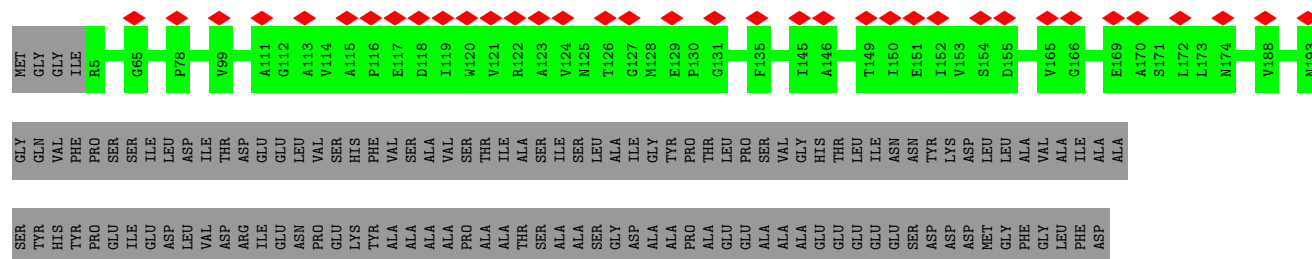 MET GLY GLY ILE R5 G65 P78 V99 A111 G112 A113 V114 A115 P116 E117 D118 I119 W120 V121 R122 A123 V124 N125 T126 G127 M128 E129 P130 G131 F135 I145 A146 T149 I150 E151 I152 V153 S154 D155 V165 G166 E169 A170 S171 L172 L173 N174 V188 N193
GLY GLN VAL PHE PRO SER SER ILE LEU ASP ILE THR ASP GLU GLU LEU VAL SER HIS PHE VAL SER ALA VAL SER THR ILE ALA SER ILE SER LEU ALA ILE GLY TYR PRO THR LEU PRO SER VAL GLY HIS THR LEU ILE ASN ASN TYR LYS ASP LEU LEU ALA VAL ALA ILE ALA ALA
SER TYR HIS TYR PRO GLU ILE GLU ASP LEU VAL ASP ARG ILE GLU ASN PRO GLU LYS TYR ALA ALA ALA ALA PRO ALA ALA THR SER ALA ALA SER GLY ASP ALA ALA PRO ALA GLU GLU ALA ALA ALA GLU GLU GLU GLU GLU SER ASP ASP ASP MET GLY PHE GLY LEU PHE ASP